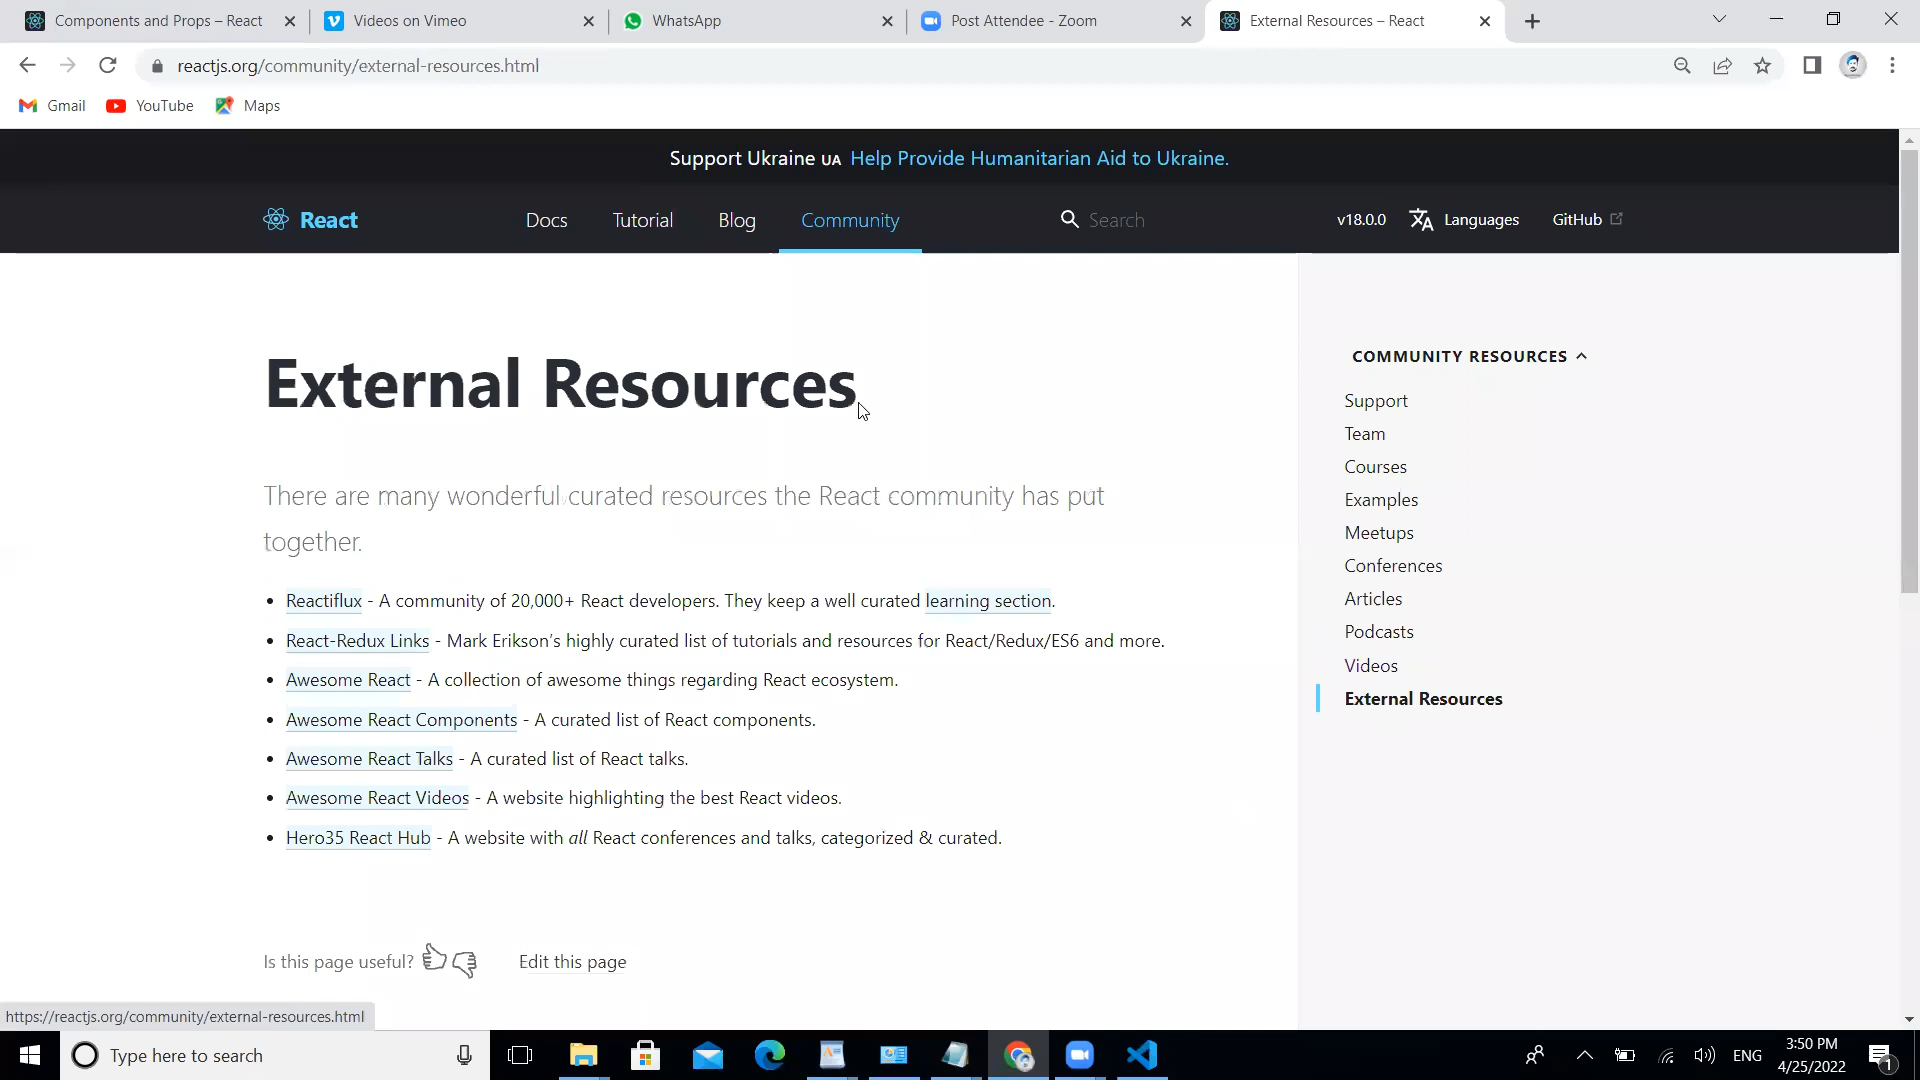 Components and Props – React
Videos on Vimeo
WhatsApp
Post Attendee - Zoom
External Resources – React
reactjs.org/community/external-resources.html
Gmail
YouTube
Maps
Support Ukraine UA Help Provide Humanitarian Aid to Ukraine.
React
Docs
Tutorial
Blog
Community
Search
v18.0.0
Languages
GitHub
External Resources
There are many wonderful curated resources the React community has put
together.
Reactiflux - A community of 20,000+ React developers. They keep a well curated learning section.
React-Redux Links - Mark Erikson’s highly curated list of tutorials and resources for React/Redux/ES6 and more.
Awesome React - A collection of awesome things regarding React ecosystem.
Awesome React Components - A curated list of React components.
Awesome React Talks - A curated list of React talks.
Awesome React Videos - A website highlighting the best React videos.
Hero35 React Hub - A website with all React conferences and talks, categorized & curated.
Is this page useful?
Edit this page
COMMUNITY RESOURCES
Support
Team
Courses
Examples
Meetups
Conferences
Articles
Podcasts
Videos
External Resources
https://reactjs.org/community/external-resources.html
Type here to search
ENG
3:50 PM
4/25/2022
1